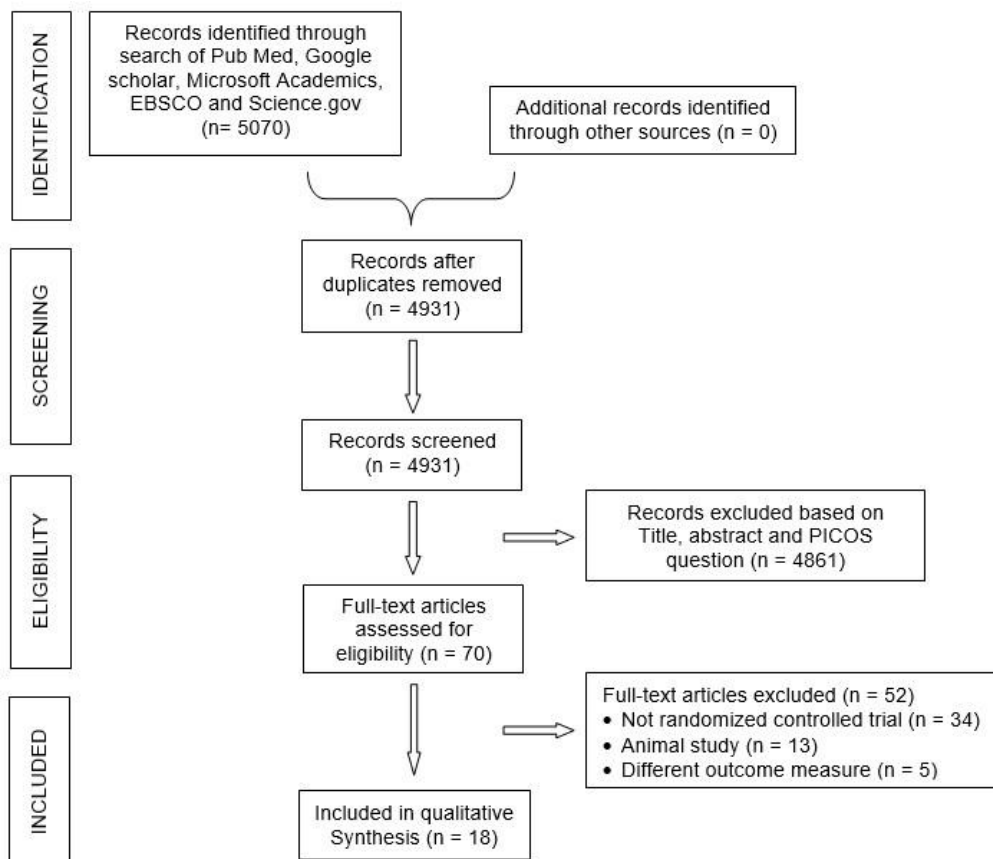 IDENTIFICATION
Records identified through
search of Pub Med, Google
scholar, Microsoft Academics,
EBSCO and Science.gov
(n= 5070)
Additional records identified
through other sources (n = 0)
SCREENING
Records after
duplicates removed
(n = 4931)
Records screened
(n = 4931)
ELIGIBILITY
Records excluded based on
Title, abstract and PICOS
question (n = 4861)
Full-text articles
assessed for
eligibility (n = 70)
INCLUDED
Full-text articles excluded (n = 52)
• Not randomized controlled trial (n = 34)
• Animal study (n = 13)
• Different outcome measure (n = 5)
Included in qualitative
Synthesis (n = 18)